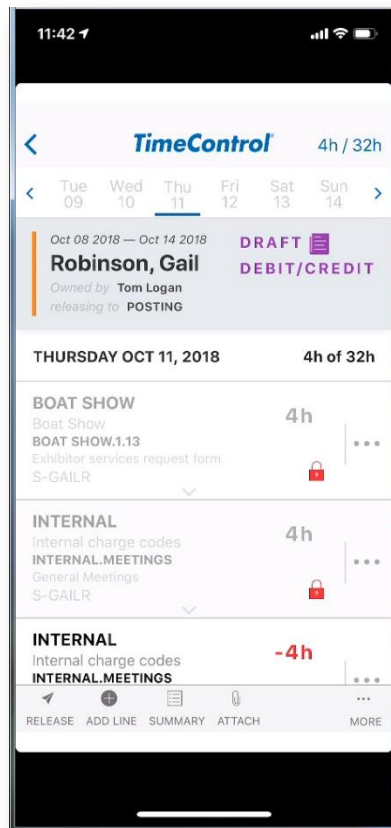 11:42
TimeControl
4h / 32h
Tue Wed Thu Fri Sat Sun
09 10 11 12 13 14
Oct 08 2018 — Oct 14 2018
DRAFT
Robinson, Gail
DEBIT/CREDIT
Owned by Tom Logan
releasing to POSTING
THURSDAY OCT 11, 2018 4h of 32h
BOAT SHOW
4h
Boat Show
BOAT SHOW.1.13
Exhibitor services request form
S-GAILR
INTERNAL
4h
Internal charge codes
INTERNAL.MEETINGS
General Meetings
S-GAILR
INTERNAL
-4h
Internal charge codes
INTERNAL.MEETINGS
RELEASE ADD LINE SUMMARY ATTACH MORE